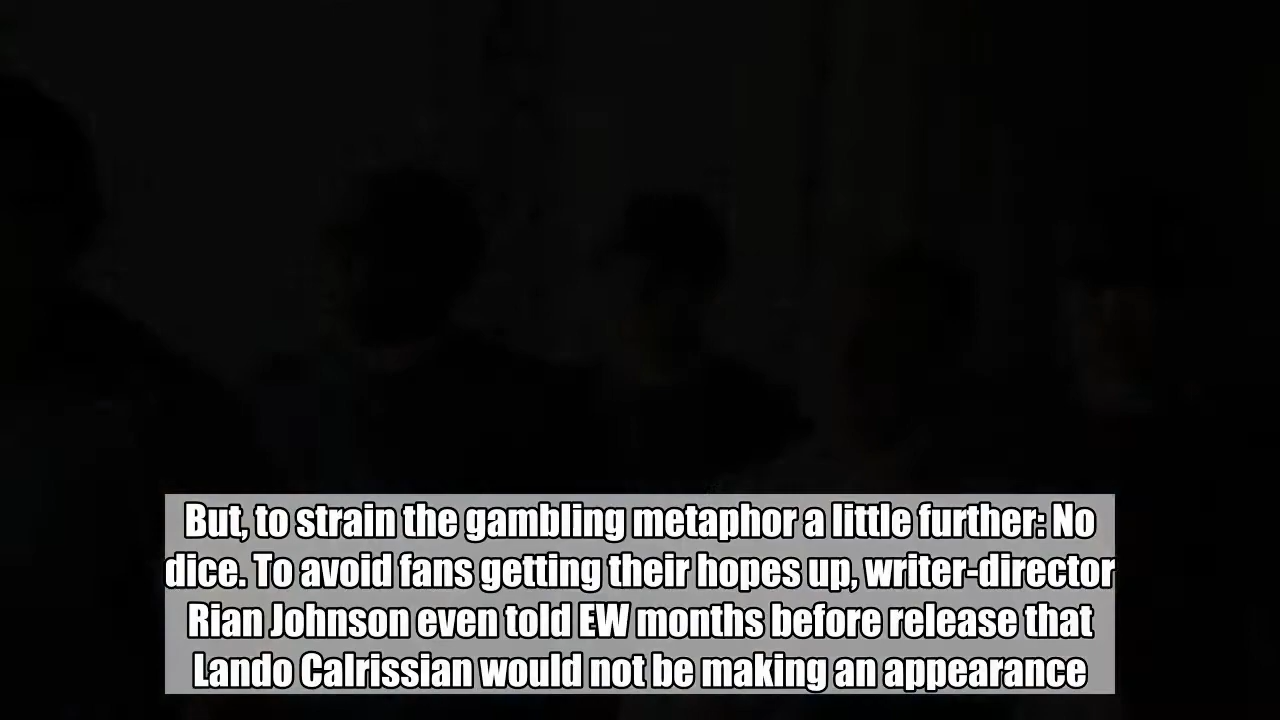 But, to strain the gambling metaphor a little further: No
dice. To avoid fans getting their hopes up, writer-director
Rian Johnson even told EW months before release that
Lando Calrissian would not be making an appearance